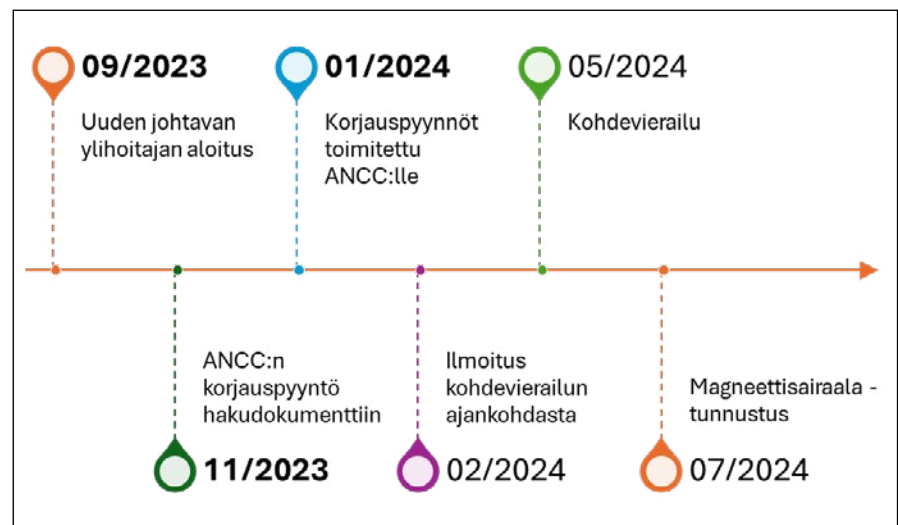 09/2023
Uuden johtavan
ylihoitajan aloitus
01/2024
Korjauspyynnöt
toimitettu
ANCC:lle
05/2024
Kohdevierailu
ANCC:n
korjauspyyntö
hakudokumenttiin
11/2023
Ilmoitus
kohdevierailun
ajankohdasta
02/2024
Magneettisairaala -
tunnustus
07/2024